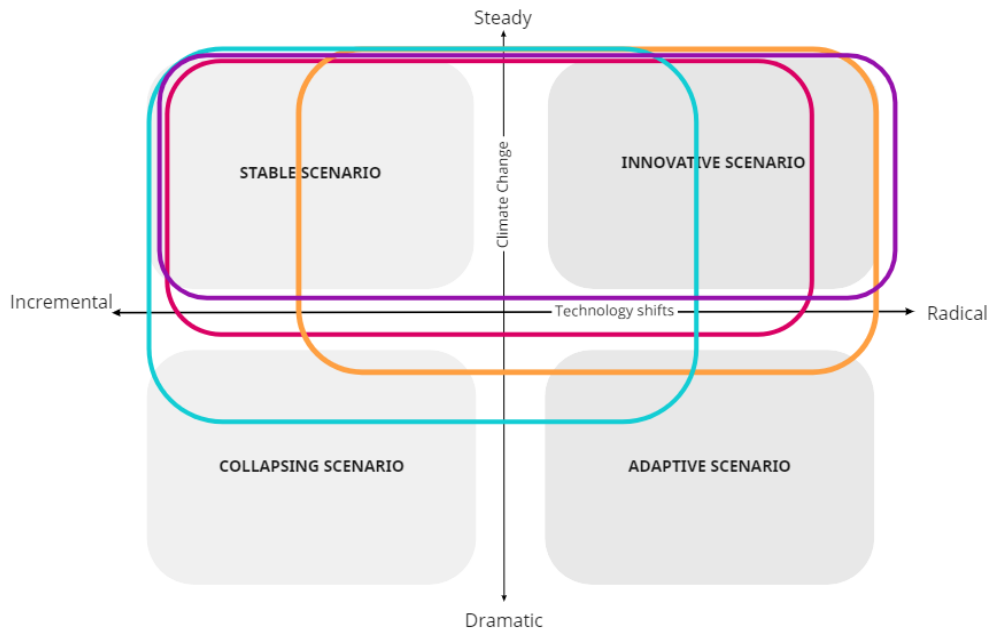 Steady
STABLE SCENARIO
INNOVATIVE SCENARIO
Climate Change
Incremental
Technology shifts
Radical
COLLAPSING SCENARIO
ADAPTIVE SCENARIO
Dramatic